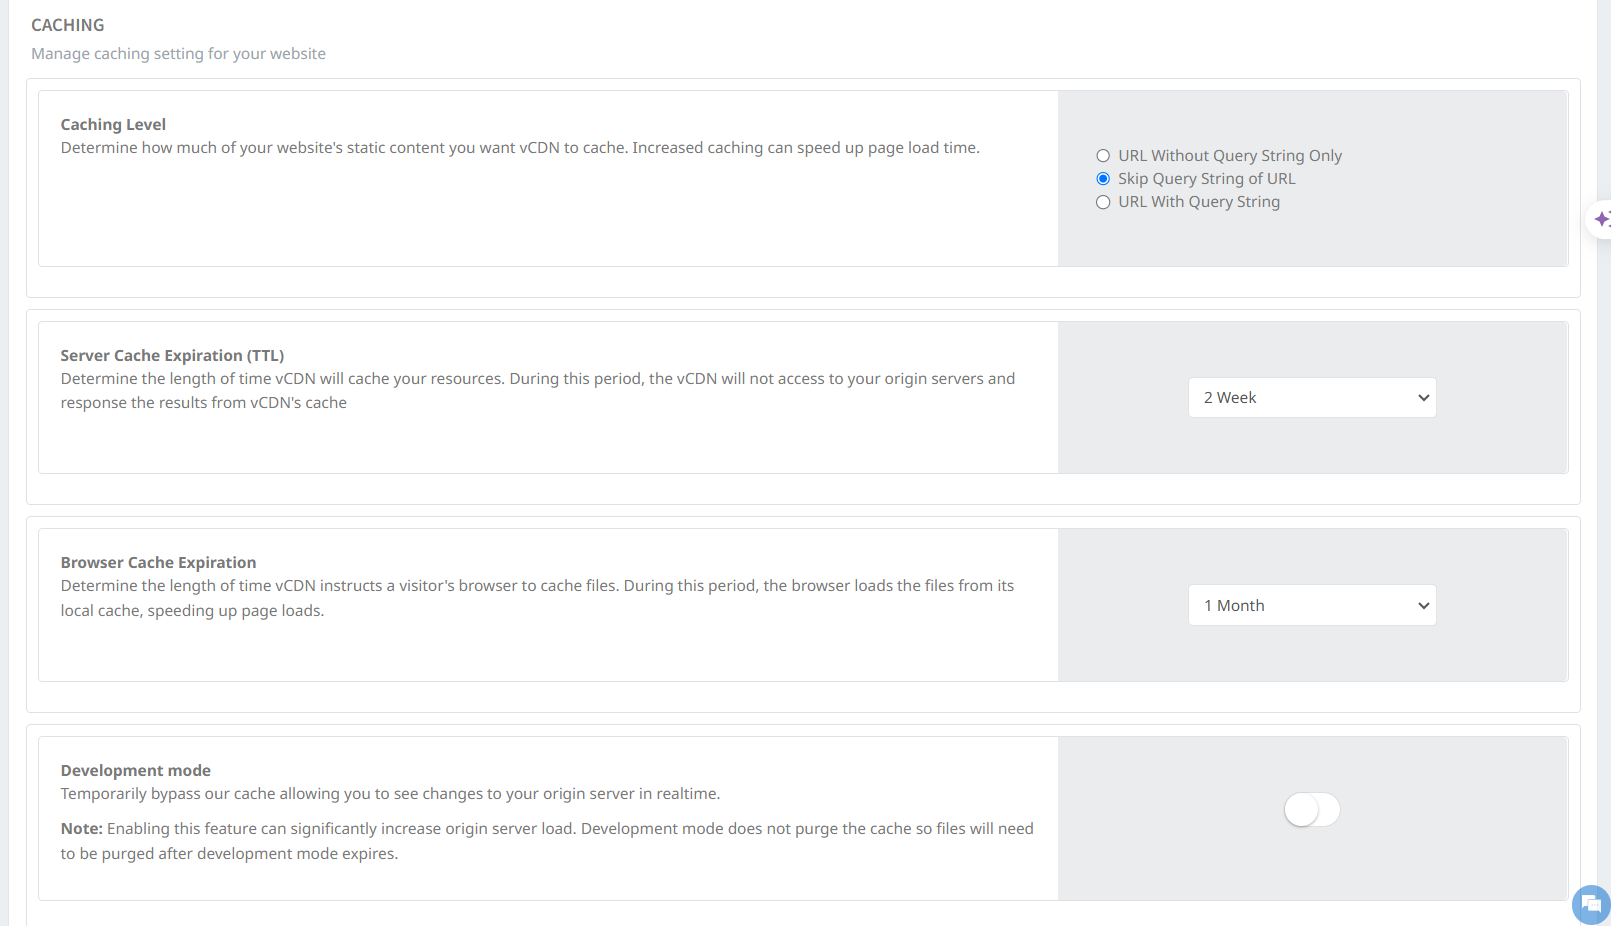 CACHING
Manage caching setting for your website
Caching Level
Determine how much of your website's static content you want vCDN to cache. Increased caching can speed up page load time.
URL Without Query String Only
Skip Query String of URL
URL With Query String
Server Cache Expiration (TTL)
Determine the length of time vCDN will cache your resources. During this period, the vCDN will not access to your origin servers and
response the results from vCDN's cache
2 Week
Browser Cache Expiration
Determine the length of time vCDN instructs a visitor's browser to cache files. During this period, the browser loads the files from its
local cache, speeding up page loads.
1 Month
Development mode
Temporarily bypass our cache allowing you to see changes to your origin server in realtime.
Note: Enabling this feature can significantly increase origin server load. Development mode does not purge the cache so files will need
to be purged after development mode expires.